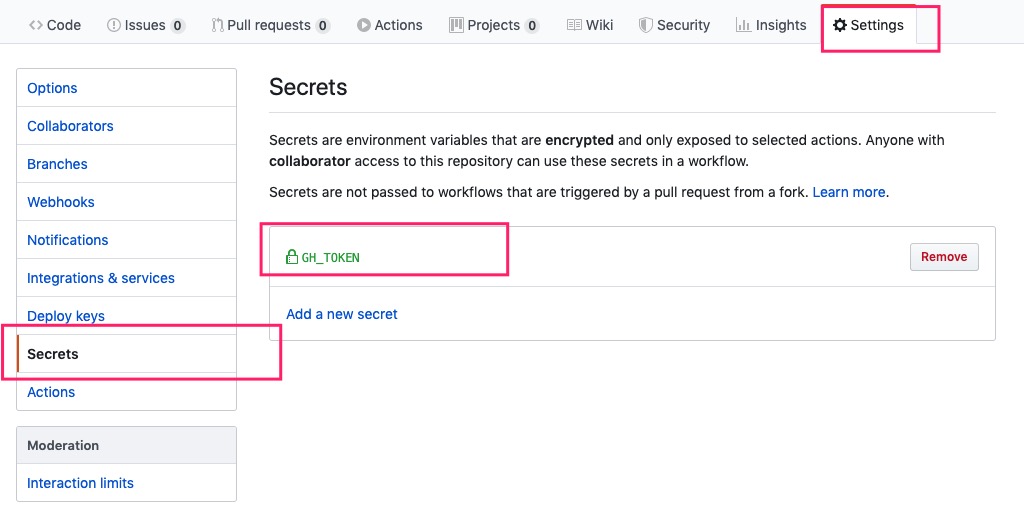 Code Issues 0 Pull requests 0 Actions Projects 0 Wiki Security Insights Settings
Options
Collaborators
Branches
Webhooks
Notifications
Integrations & services
Deploy keys
Secrets
Actions
Moderation
Interaction limits
Secrets
Secrets are environment variables that are encrypted and only exposed to selected actions. Anyone with
collaborator access to this repository can use these secrets in a workflow.
Secrets are not passed to workflows that are triggered by a pull request from a fork. Learn more.
GH_TOKEN Remove
Add a new secret